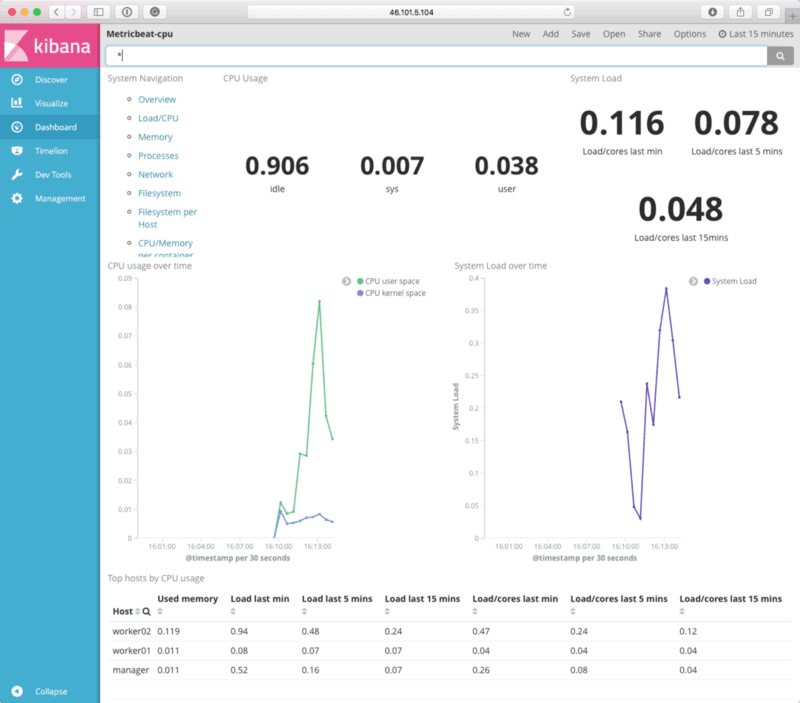 46.101.5.104
kibana
Discover
Visualize
Dashboard
Timelion
Dev Tools
Management
Collapse
Metricbeat-cpu
New Add Save Open Share Options Last 15 minutes
*
System Navigation
Overview
Load/CPU
Memory
Processes
Network
Filesystem
Filesystem per
Host
CPU/Memory
per container
CPU Usage
0.906
idle
0.007
sys
0.038
user
System Load
0.116
Load/cores last min
0.078
Load/cores last 5 mins
0.048
Load/cores last 15mins
CPU usage over time
0.09
0.08
0.07
0.06
0.05
0.04
0.03
0.02
0.01
0
16:01:00 16:04:00 16:07:00 16:10:00 16:13:00
@timestamp per 30 seconds
CPU user space
CPU kernel space
System Load over time
System Load
0.4
0.35
0.3
0.25
0.2
0.15
0.1
0.05
0
16:01:00 16:04:00 16:07:00 16:10:00 16:13:00
@timestamp per 30 seconds
System Load
Top hosts by CPU usage
Host Used memory Load last min Load last 5 mins Load last 15 mins Load/cores last min Load/cores last 5 mins Load/cores last 15 mins
worker02 0.119 0.94 0.48 0.24 0.47 0.24 0.12
worker01 0.011 0.08 0.07 0.07 0.04 0.04 0.04
manager 0.011 0.52 0.16 0.07 0.26 0.08 0.04